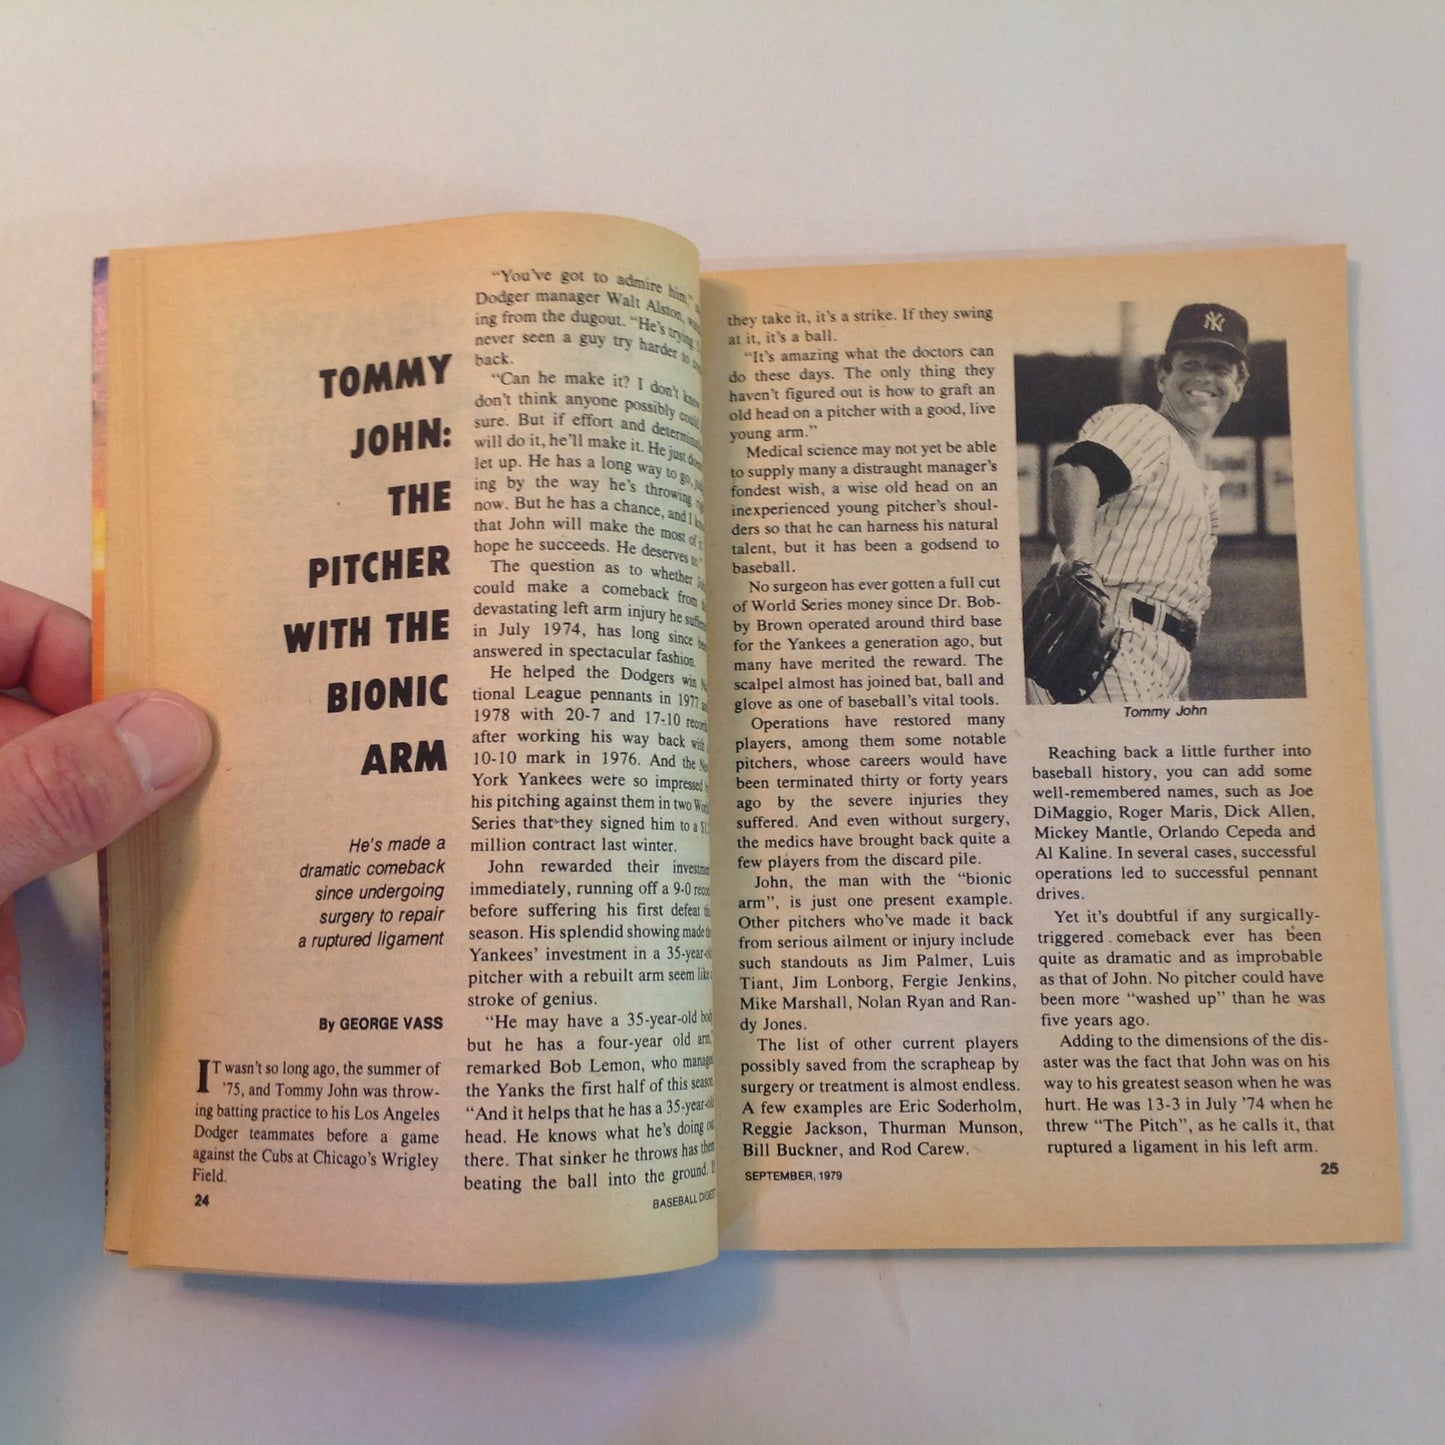 TOMMY
JOHN:
THE
PITCHER
WITH THE
BIONIC
ARM
He's made a
dramatic comeback
since undergoing
surgery to repair
a ruptured ligament
By GEORGE VASS
IT wasn't so long ago, the summer of
'75, and Tommy John was throw-
ing batting practice to his Los Angeles
Dodger teammates before a game
against the Cubs at Chicago's Wrigley
Field.
24
"You've got to admire him,"
Dodger manager Walt Alston,
ing from the dugout. "He's trying
never seen a guy try harder to
back.
"Can he make it? I don't
don't think anyone possibly
sure. But if effort and
will do it, he'll make it. He just
let up. He has a long way to go,
ing by the way he's throwing
now. But he has a chance, and I
that John will make the most of
hope he succeeds. He deserves to"
The question as to whether
could make a comeback from
devastating left arm injury he
in July 1974, has long since
answered in spectacular fashion.
He helped the Dodgers win
tional League pennants in 1977
1978 with 20-7 and 17-10
after working his way back with
10-10 mark in 1976. And the
York Yankees were so impressed
his pitching against them in two
Series that they signed him to a
million contract last winter.
John rewarded their
immediately, running off a 9-0
before suffering his first defeat
season. His splendid showing made
Yankees' investment in a
pitcher with a rebuilt arm seem
stroke of genius.
"He may have a 35-year-old
but he has a four-year old arm,"
remarked Bob Lemon, who
the Yanks the first half of this season
"And it helps that he has a
head. He knows what he's doing
there. That sinker he throws has
beating the ball into the ground.
BASEBALL DIGEST
they take it, it's a strike. If they swing
at it, it's a ball.
"It's amazing what the doctors can
do these days. The only thing they
haven't figured out is how to graft an
old head on a pitcher with a good, live
young arm."
Medical science may not yet be able
to supply many a distraught manager's
fondest wish, a wise old head on an
inexperienced young pitcher's shoul-
ders so that he can harness his natural
talent, but it has been a godsend to
baseball.
No surgeon has ever gotten a full cut
of World Series money since Dr. Bob-
by Brown operated around third base
for the Yankees a generation ago, but
many have merited the reward. The
scalpel almost has joined bat, ball and
glove as one of baseball's vital tools.
Operations have restored many
players, among them some notable
pitchers, whose careers would have
been terminated thirty or forty years
ago by the severe injuries they
suffered. And even without surgery,
the medics have brought back quite a
few players from the discard pile.
John, the man with the "bionic
arm", is just one present example.
Other pitchers who've made it back
from serious ailment or injury include
such standouts as Jim Palmer, Luis
Tiant, Jim Lonborg, Fergie Jenkins,
Mike Marshall, Nolan Ryan and Ran-
dy Jones.
The list of other current players
possibly saved from the scrapheap by
surgery or treatment is almost endless.
A few examples are Eric Soderholm,
Reggie Jackson, Thurman Munson,
Bill Buckner, and Rod Carew.
SEPTEMBER, 1979
NY
Tommy John
Reaching back a little further into
baseball history, you can add some
well-remembered names, such as Joe
DiMaggio, Roger Maris, Dick Allen,
Mickey Mantle, Orlando Cepeda and
Al Kaline. In several cases, successful
operations led to successful pennant
drives.
Yet it's doubtful if any surgically-
triggered comeback ever has been
quite as dramatic and as improbable
as that of John. No pitcher could have
been more "washed up" than he was
five years ago.
Adding to the dimensions of the dis-
aster was the fact that John was on his
way to his greatest season when he was
hurt. He was 13-3 in July '74 when he
threw "The Pitch", as he calls it, that
ruptured a ligament in his left arm.
25